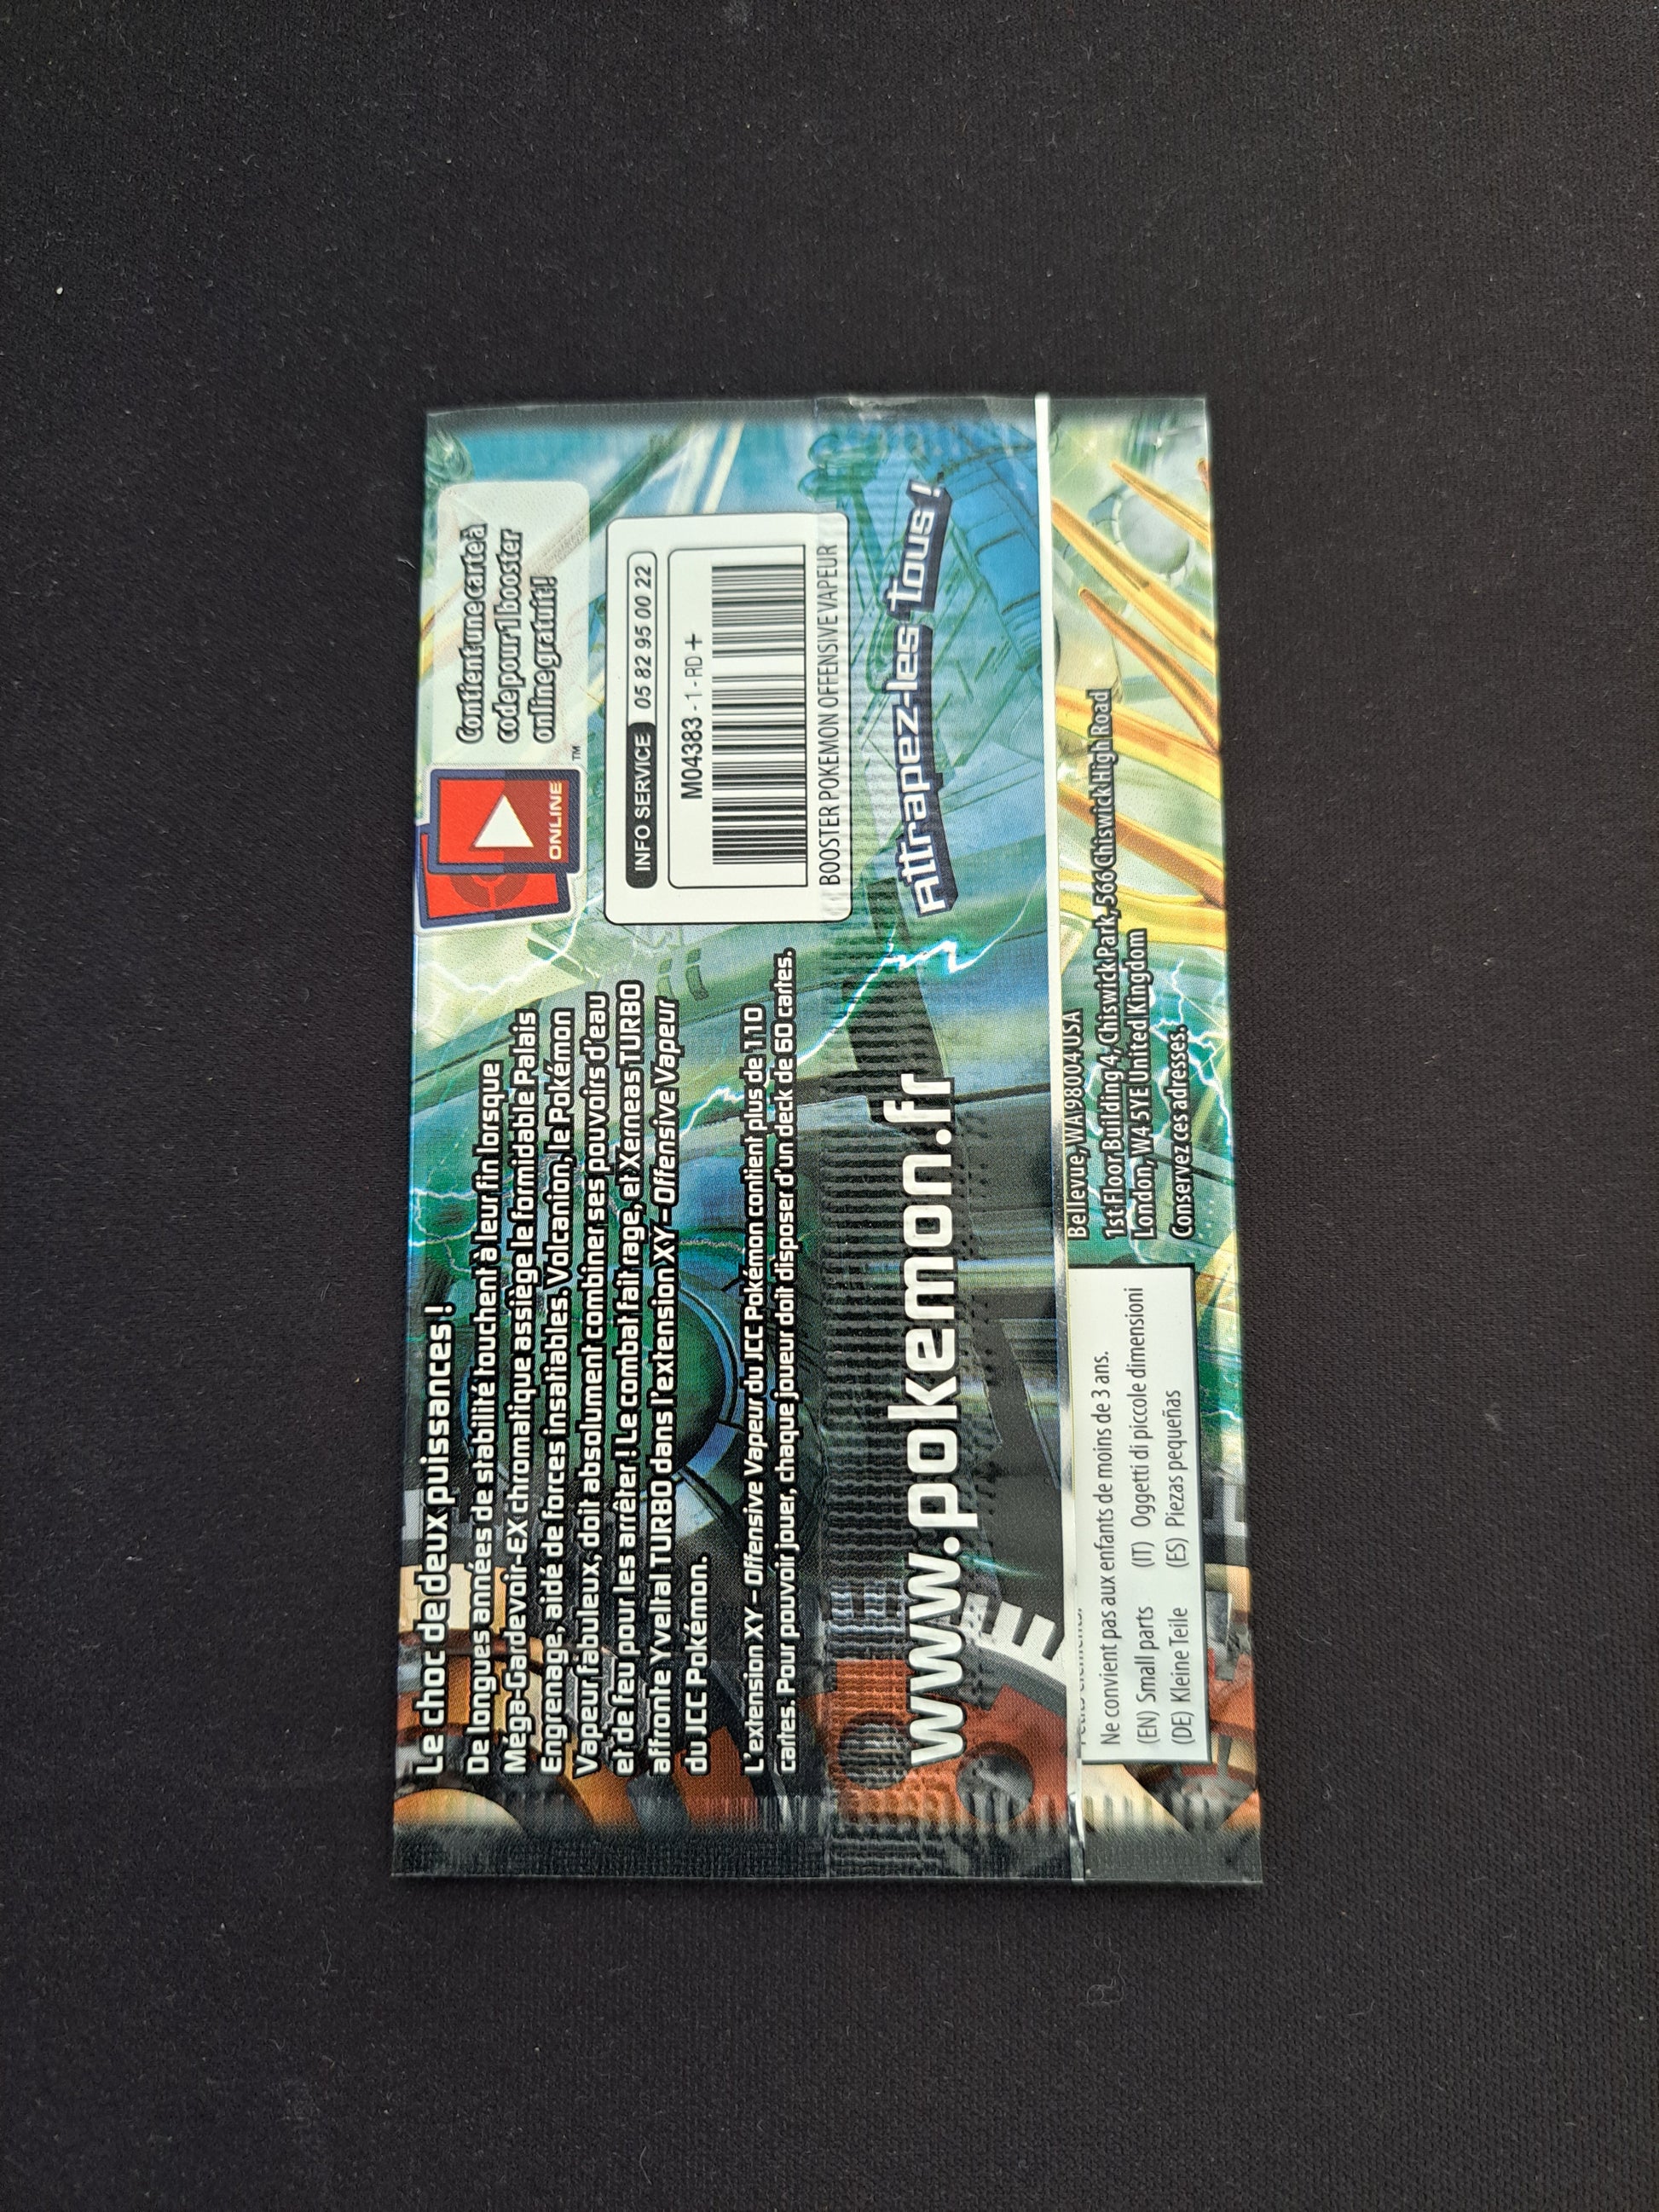 Le choc de deux puissances !
De longues années de stabilité touchent à leur fin lorsque
Méga-Gardevoir-EX chromatique assiège le formidable Palais
Engrenage, aidé de forces insatiables. Volcanion, le Pokémon
Vapeur fabuleux, doit absolument combiner ses pouvoirs d'eau
et de feu pour les arrêter ! Le combat fait rage, et Xerneas TURBO
affronte Yveltal TURBO dans l'extension XY – Offensive Vapeur
du JCC Pokémon.
L'extension XY – Offensive Vapeur du JCC Pokémon contient plus de 110
cartes. Pour pouvoir jouer, chaque joueur doit disposer d'un deck de 60 cartes.
ONLINE
TM
Contient une carte à
code pour 1 booster
online gratuit !
INFO SERVICE 05 82 95 00 22
M04383 - 1 - RD +
BOOSTER POKEMON OFFENSIVE VAPEUR
www.pokemon.fr
Attrapez-les tous !
Ne convient pas aux enfants de moins de 3 ans.
(EN) Small parts (IT) Oggetti di piccole dimensioni
(DE) Kleine Teile (ES) Piezas pequeñas
Bellevue, WA 98004 USA
1st Floor Building 4, Chiswick Park, 566 Chiswick High Road
London, W4 5YE United Kingdom
Conservez ces adresses.